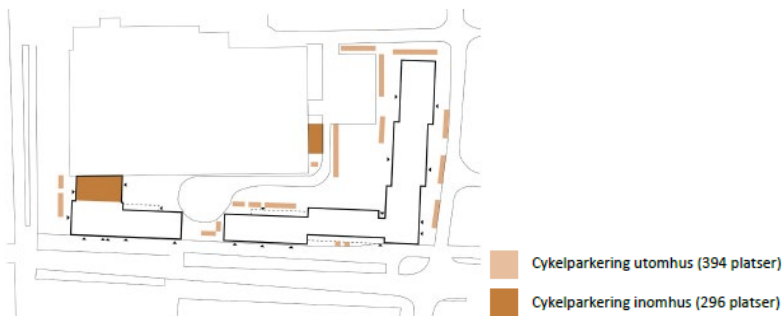 Cykelparkering utomhus (394 platser)
Cykelparkering inomhus (296 platser)